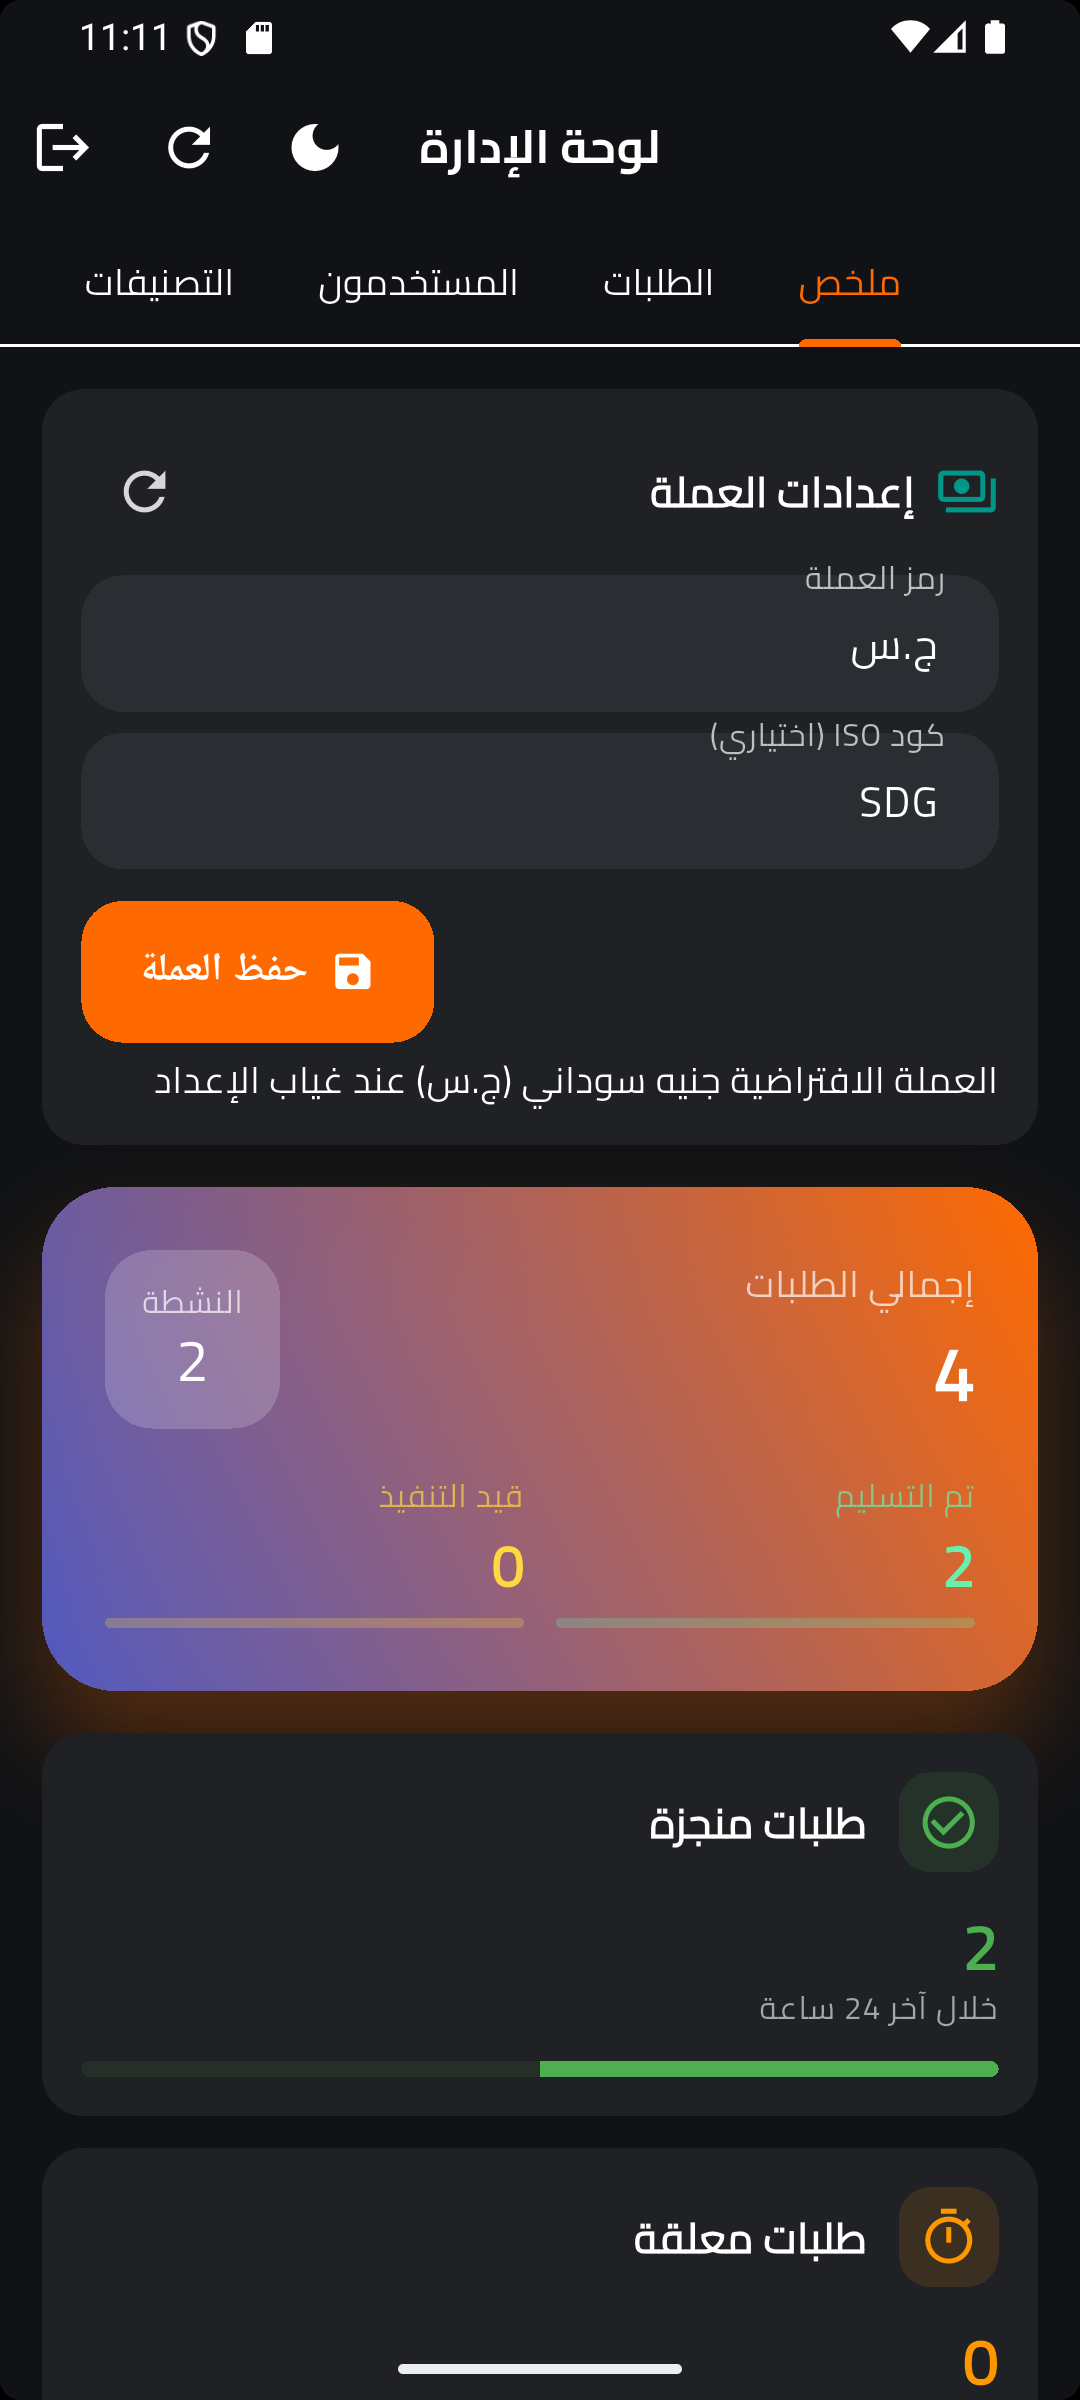 11:11
لوحة الإدارة
ملخص
الطلبات
المستخدمون
التصنيفات
إعدادات العملة
رمز العملة
ج.س
كود ISO (اختياري)
SDG
حفظ العملة
العملة الافتراضية جنيه سوداني (ج.س) عند غياب الإعداد
إجمالي الطلبات
4
النشطة
2
تم التسليم
2
قيد التنفيذ
0
طلبات منجزة
2
خلال آخر 24 ساعة
طلبات معلقة
0